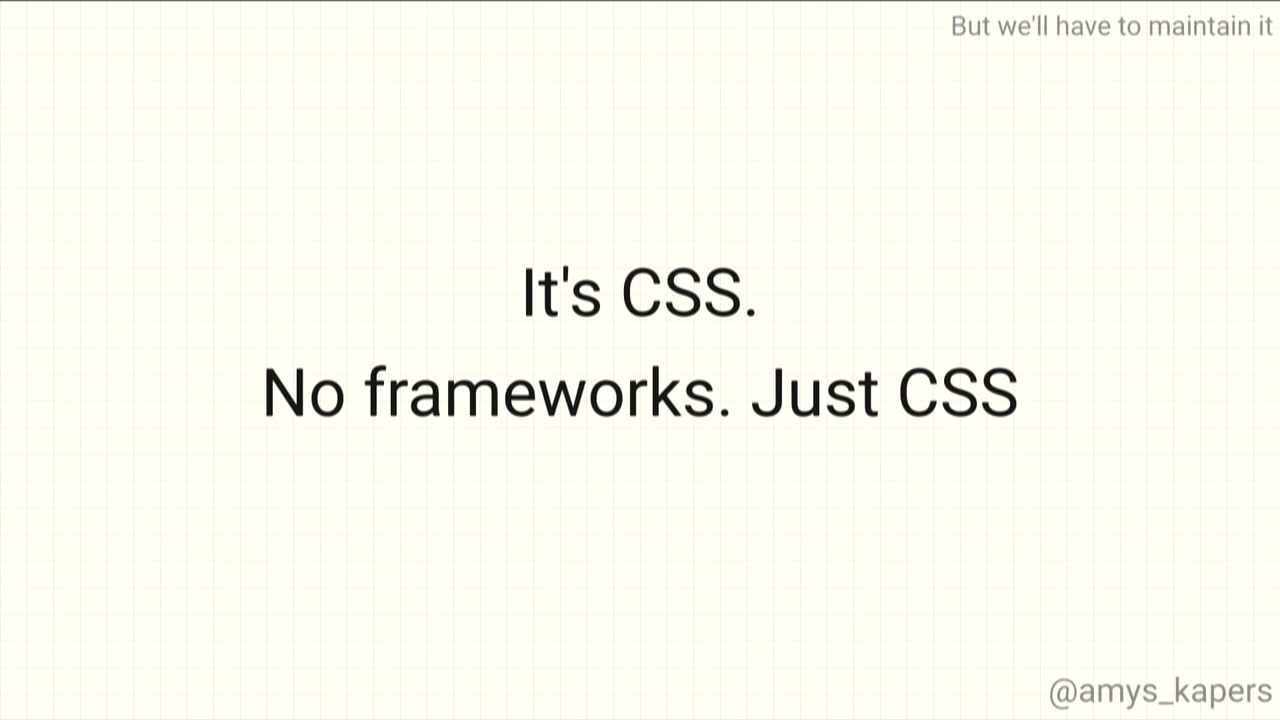 But we'll have to maintain it
It's CSS.
No frameworks. Just CSS
@amys_kapers